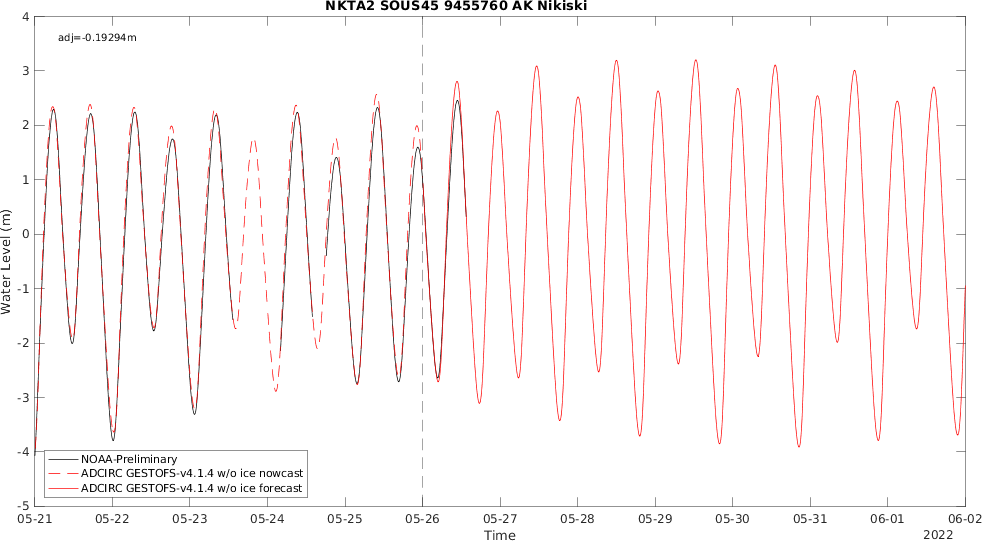 NKTA2 SOUS45 9455760 AK Nikiski
adj=-0.19294m
4
3
2
1
0
-1
-2
-3
-4
-5
Water Level (m)
NOAA-Preliminary
ADCIRC GESTOFS-v4.1.4 w/o ice nowcast
ADCIRC GESTOFS-v4.1.4 w/o ice forecast
05-21 05-22 05-23 05-24 05-25 05-26 05-27 05-28 05-29 05-30 05-31 06-01 06-02
Time
2022